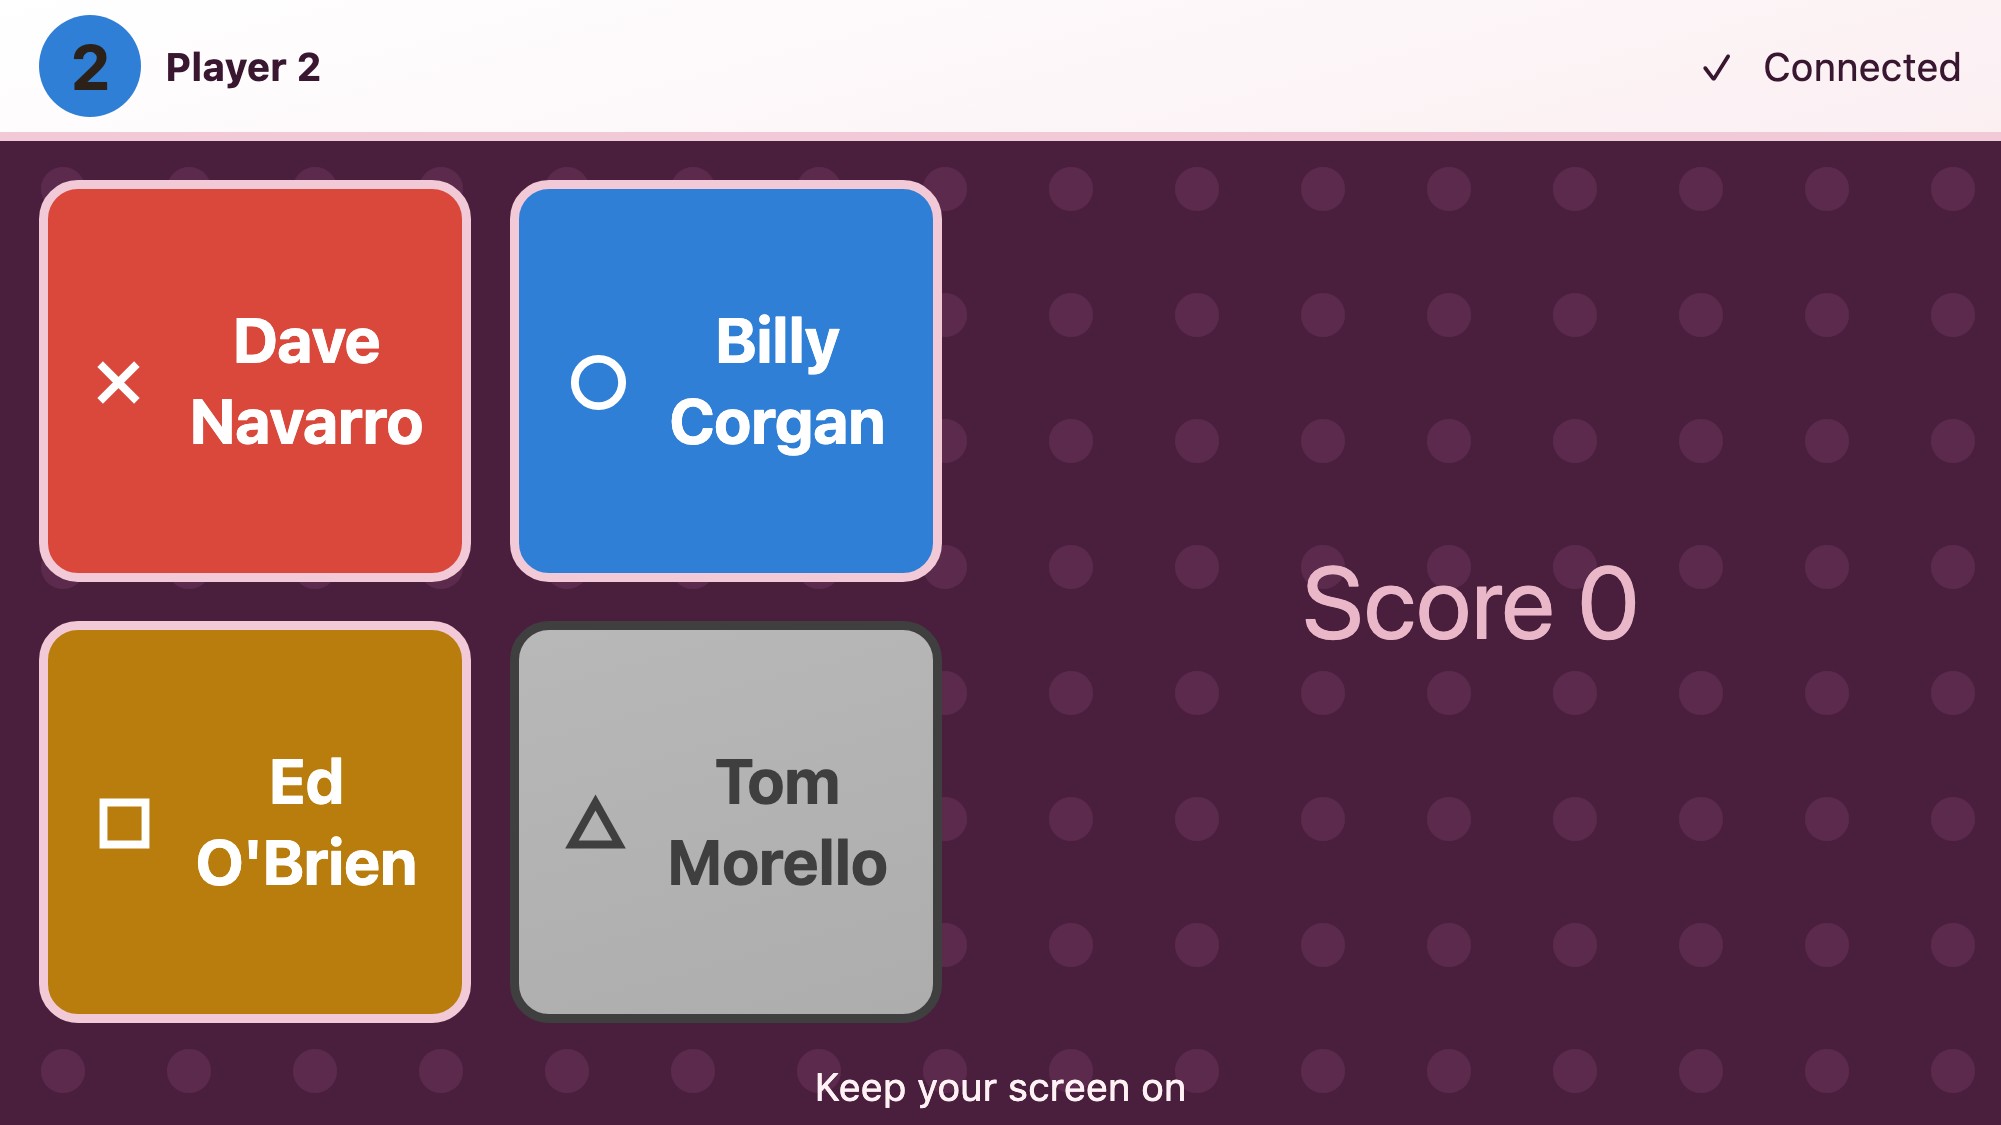 2
Player 2
✓ Connected
Dave
Navarro
Billy
Corgan
Ed
O'Brien
Tom
Morello
Score 0
Keep your screen on